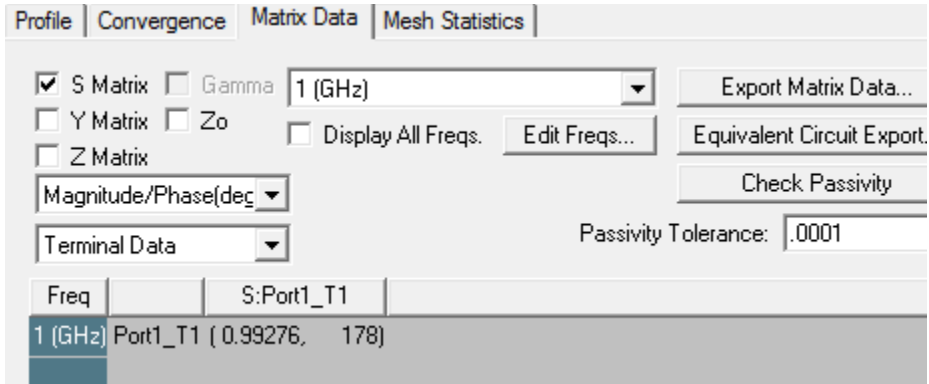 Profile Convergence Matrix Data Mesh Statistics
S Matrix Gamma 1 (GHz) Export Matrix Data...
Y Matrix Zo Display All Freqs. Edit Freqs... Equivalent Circuit Export.
Z Matrix
Magnitude/Phase(deg Check Passivity
Terminal Data Passivity Tolerance: .0001
Freq S:Port1_T1
1 (GHz) Port1_T1 ( 0.99276, 178)